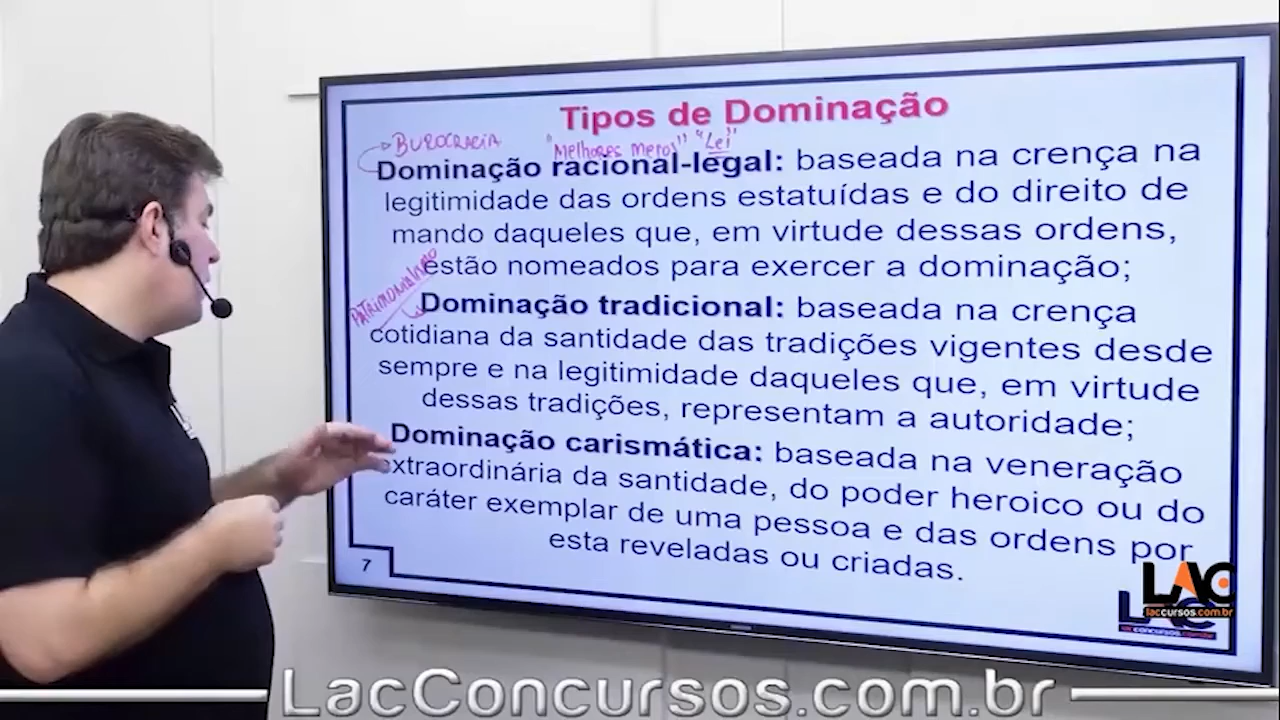 Tipos de Dominação
BUROCRACIA "Melhores Meios" "Lei"
Dominação racional-legal: baseada na crença na
legitimidade das ordens estatuídas e do direito de
mando daqueles que, em virtude dessas ordens,
estão nomeados para exercer a dominação;
PATRIMONIALISMO
Dominação tradicional: baseada na crença
cotidiana da santidade das tradições vigentes desde
sempre e na legitimidade daqueles que, em virtude
dessas tradições, representam a autoridade;
Dominação carismática: baseada na veneração
extraordinária da santidade, do poder heroico ou do
caráter exemplar de uma pessoa e das ordens por
esta reveladas ou criadas.
7
LAC
laccursos.com.br
LacConcursos.com.br